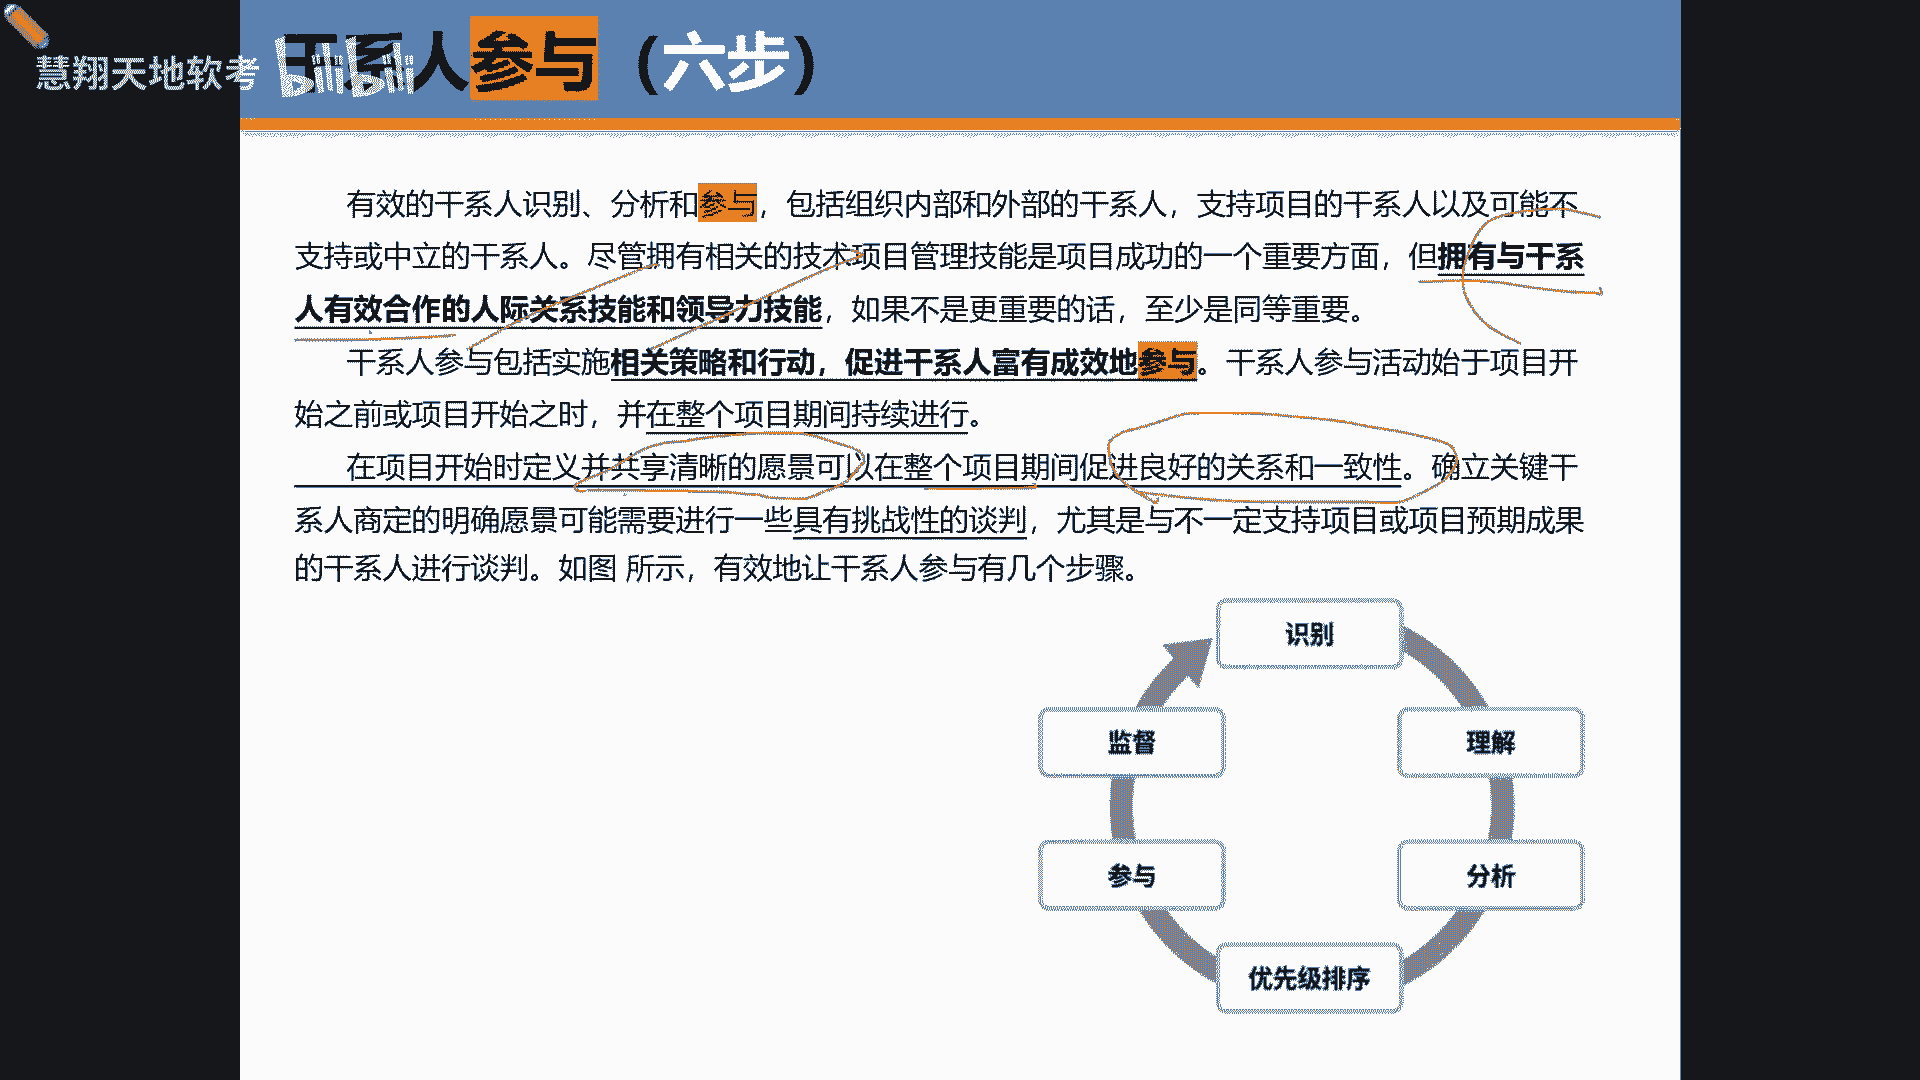 慧翔天地软考
bilibili
干系人参与（六步）
有效的干系人识别、分析和参与，包括组织内部和外部的干系人，支持项目的干系人以及可能不
支持或中立的干系人。尽管拥有相关的技术项目管理技能是项目成功的一个重要方面，但拥有与干系
人有效合作的人际关系技能和领导力技能，如果不是更重要的话，至少是同等重要。
干系人参与包括实施相关策略和行动，促进干系人富有成效地参与。干系人参与活动始于项目开
始之前或项目开始之时，并在整个项目期间持续进行。
在项目开始时定义并共享清晰的愿景可以在整个项目期间促进良好的关系和一致性。确立关键干
系人商定的明确愿景可能需要进行一些具有挑战性的谈判，尤其是与不一定支持项目或项目预期成果
的干系人进行谈判。如图 所示，有效地让干系人参与有几个步骤。
识别
理解
分析
优先级排序
参与
监督